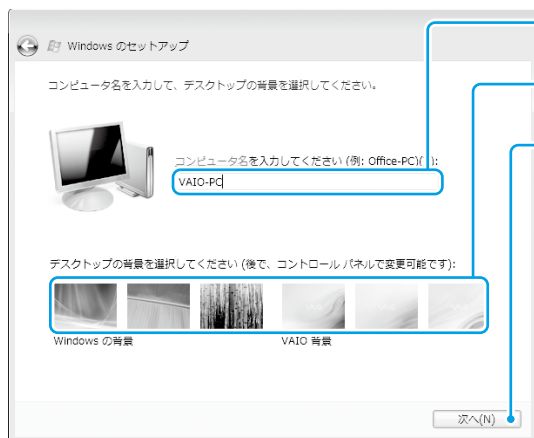 Windows のセットアップ
コンピュータ名を入力して、デスクトップの背景を選択してください。
コンピュータ名を入力してください (例: Office-PC)( ):
VAIO-PC
デスクトップの背景を選択してください (後で、コントロール パネルで変更可能です):
Windows の背景
VAIO 背景
次へ(N)